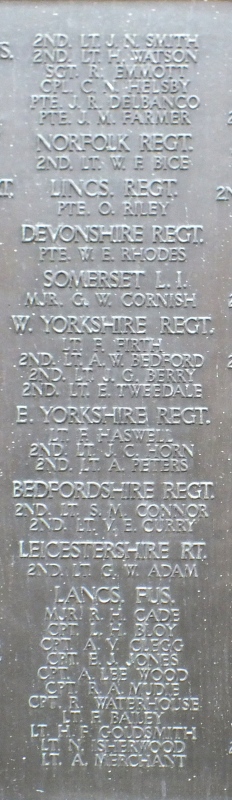 2ND. LT. J. N. SMITH
2ND. LT. H. WATSON
SGT. R. EMMOTT
CPL. C. N. HELSBY
PTE. J. R. DELBANCO
PTE. J. M. FARMER
NORFOLK REGT.
2ND. LT. W. F. BICE
LINCS. REGT.
PTE. O. RILEY
DEVONSHIRE REGT.
PTE. W. E. RHODES
SOMERSET L. I.
MJR. G. W. CORNISH
W. YORKSHIRE REGT.
LT. F. FIRTH
2ND. LT. A. W. BEDFORD
2ND. LT. J. C. BERRY
2ND. LT. E. TWEEDALE
E. YORKSHIRE REGT.
LT. F. HASWELL
2ND. LT. J. C. HORN
2ND. LT. A. PETERS
BEDFORDSHIRE REGT.
2ND. LT. S. M. CONNOR
2ND. LT. V. E. CURRY
LEICESTERSHIRE RT.
2ND. LT. G. W. ADAM
LANCS. FUS.
MJR. R. H. CADE
CPT. L. H. BLOY
CPT. A. Y. CLEGG
CPT. E. J. JONES
CPT. A. LEE WOOD
CPT. R. A. MUDIE
CPT. R. WATERHOUSE
LT. F. BAILEY
LT. H. F. GOLDSMITH
LT. N. ISHERWOOD
LT. A. MERCHANT